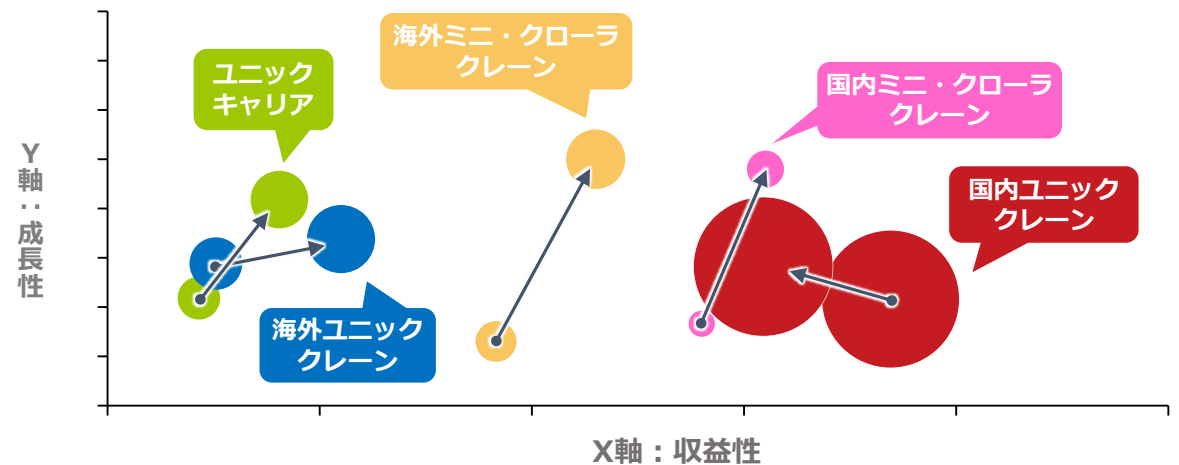 海外ミニ・クローラ
クレーン
ユニック
キャリア
国内ミニ・クローラ
クレーン
国内ユニック
クレーン
海外ユニック
クレーン
Y軸：成長性
X軸：収益性